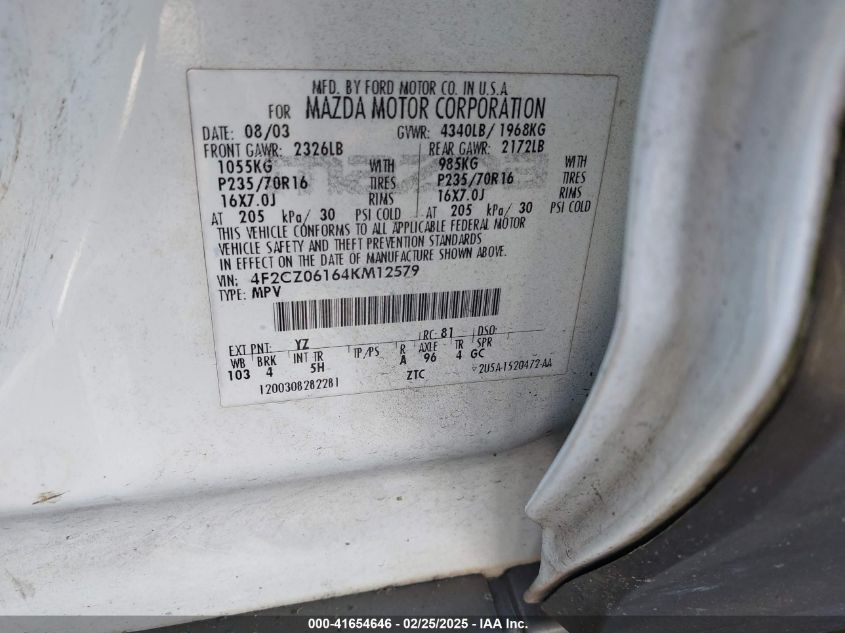 MFD. BY FORD MOTOR CO. IN U.S.A.
FOR MAZDA MOTOR CORPORATION
DATE: 08/03 GVWR: 4340LB/1968KG
FRONT GAWR: 2326LB REAR GAWR: 2172LB
1055KG WITH 985KG WITH
P235/70R16 TIRES P235/70R16 TIRES
16X7.0J RIMS 16X7.0J RIMS
AT 205 kPa/ 30 PSI COLD AT 205 kPa/ 30 PSI COLD
THIS VEHICLE CONFORMS TO ALL APPLICABLE FEDERAL MOTOR
VEHICLE SAFETY AND THEFT PREVENTION STANDARDS
IN EFFECT ON THE DATE OF MANUFACTURE SHOWN ABOVE.
VIN: 4F2CZ06164KM12579
TYPE: MPV
EXT PNT: YZ RC: 81 DSO:
WB BRK INT TR TP/PS R AXLE TR SPR
103 4 5H A 96 4 GC
1200308282281 ZTC 2U5A-1520472-AA
000-41654646 - 02/25/2025 - IAA Inc.